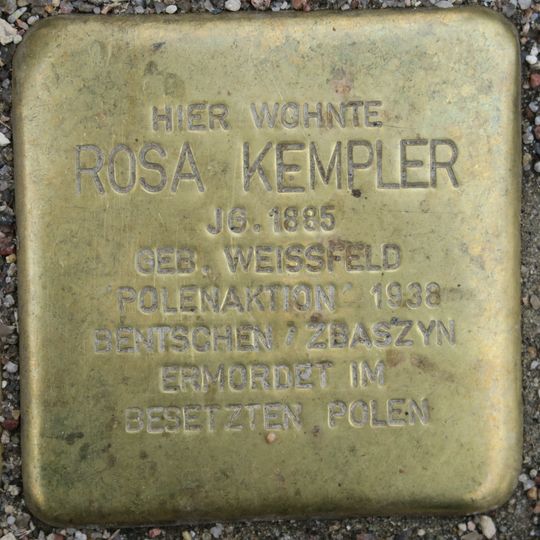 HIER WOHNTE
ROSA KEMPLER
JG. 1885
GEB. WEISSFELD
'POLENAKTION' 1938
BENTSCHEN / ZBASZYN
ERMORDET IM
BESETZTEN POLEN